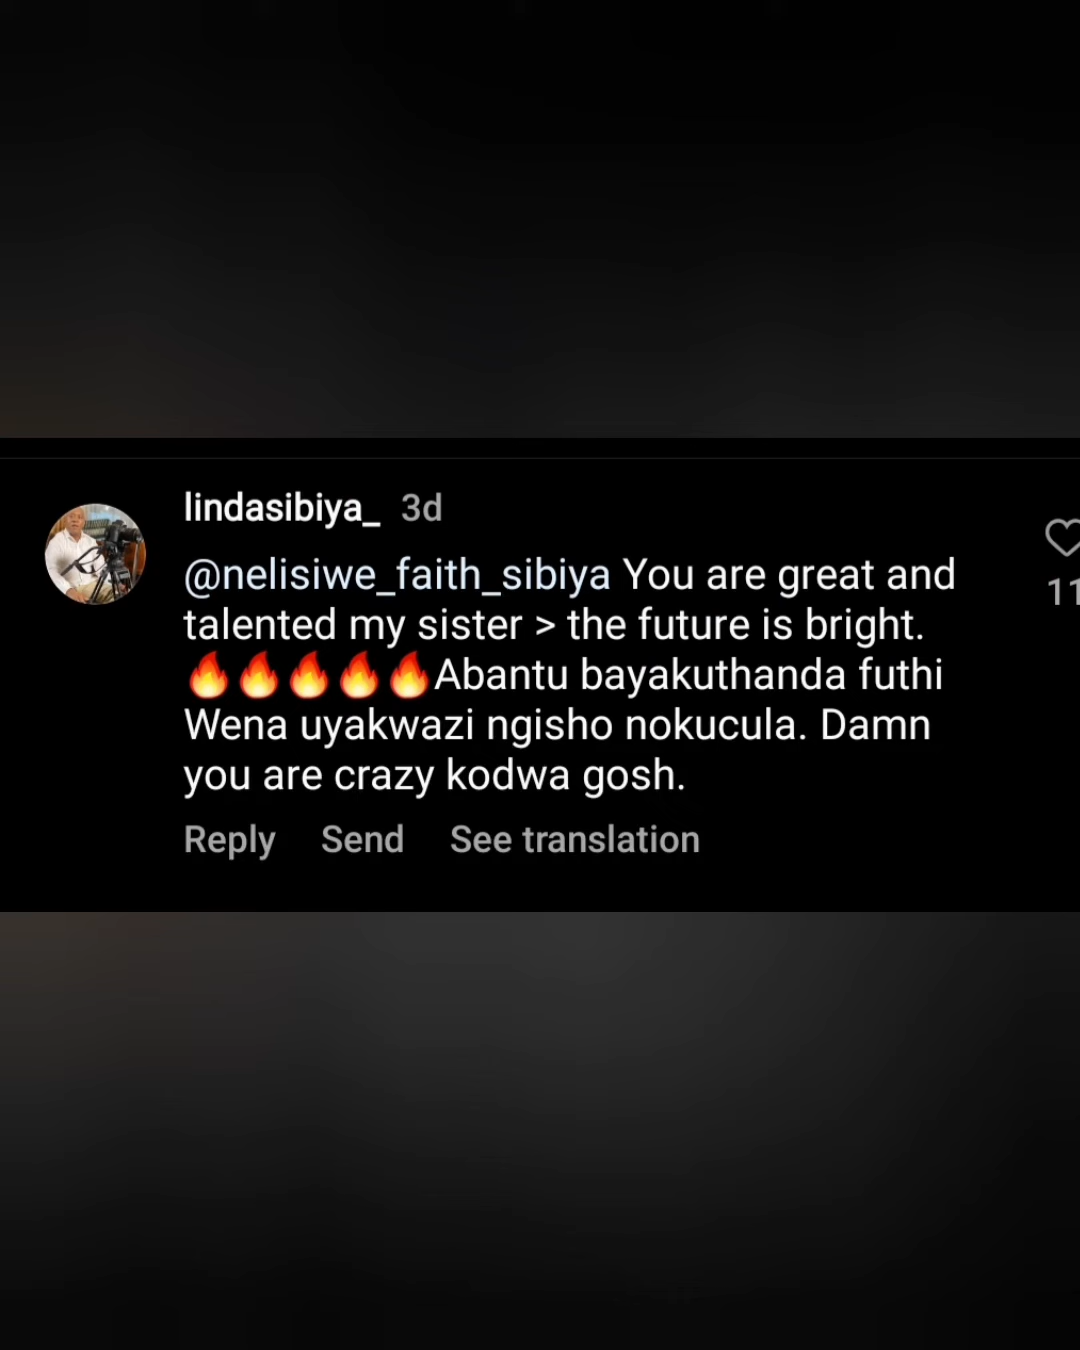 lindasibiya_ 3d
@nelisiwe_faith_sibiya You are great and
talented my sister > the future is bright.
🔥🔥🔥🔥🔥Abantu bayakuthanda futhi
Wena uyakwazi ngisho nokucula. Damn
you are crazy kodwa gosh.
11
Reply Send See translation